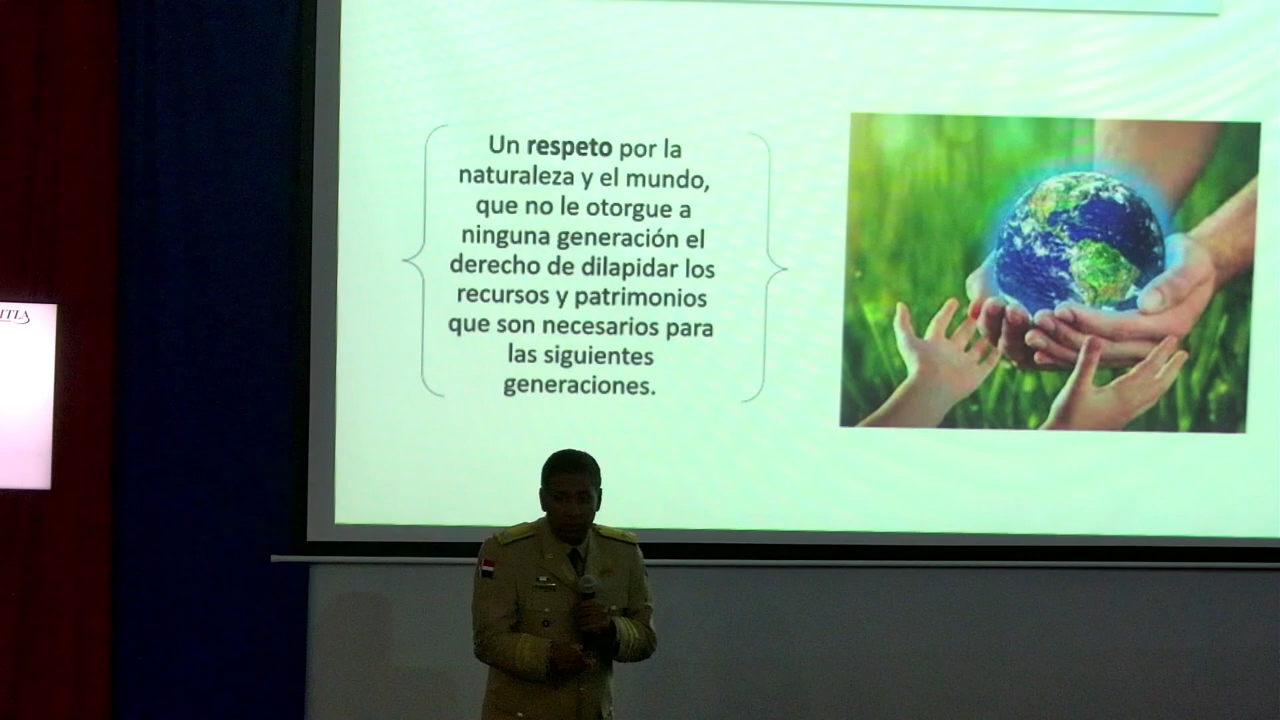 Un respeto por la
naturaleza y el mundo,
que no le otorgue a
ninguna generación el
derecho de dilapidar los
recursos y patrimonios
que son necesarios para
las siguientes
generaciones.